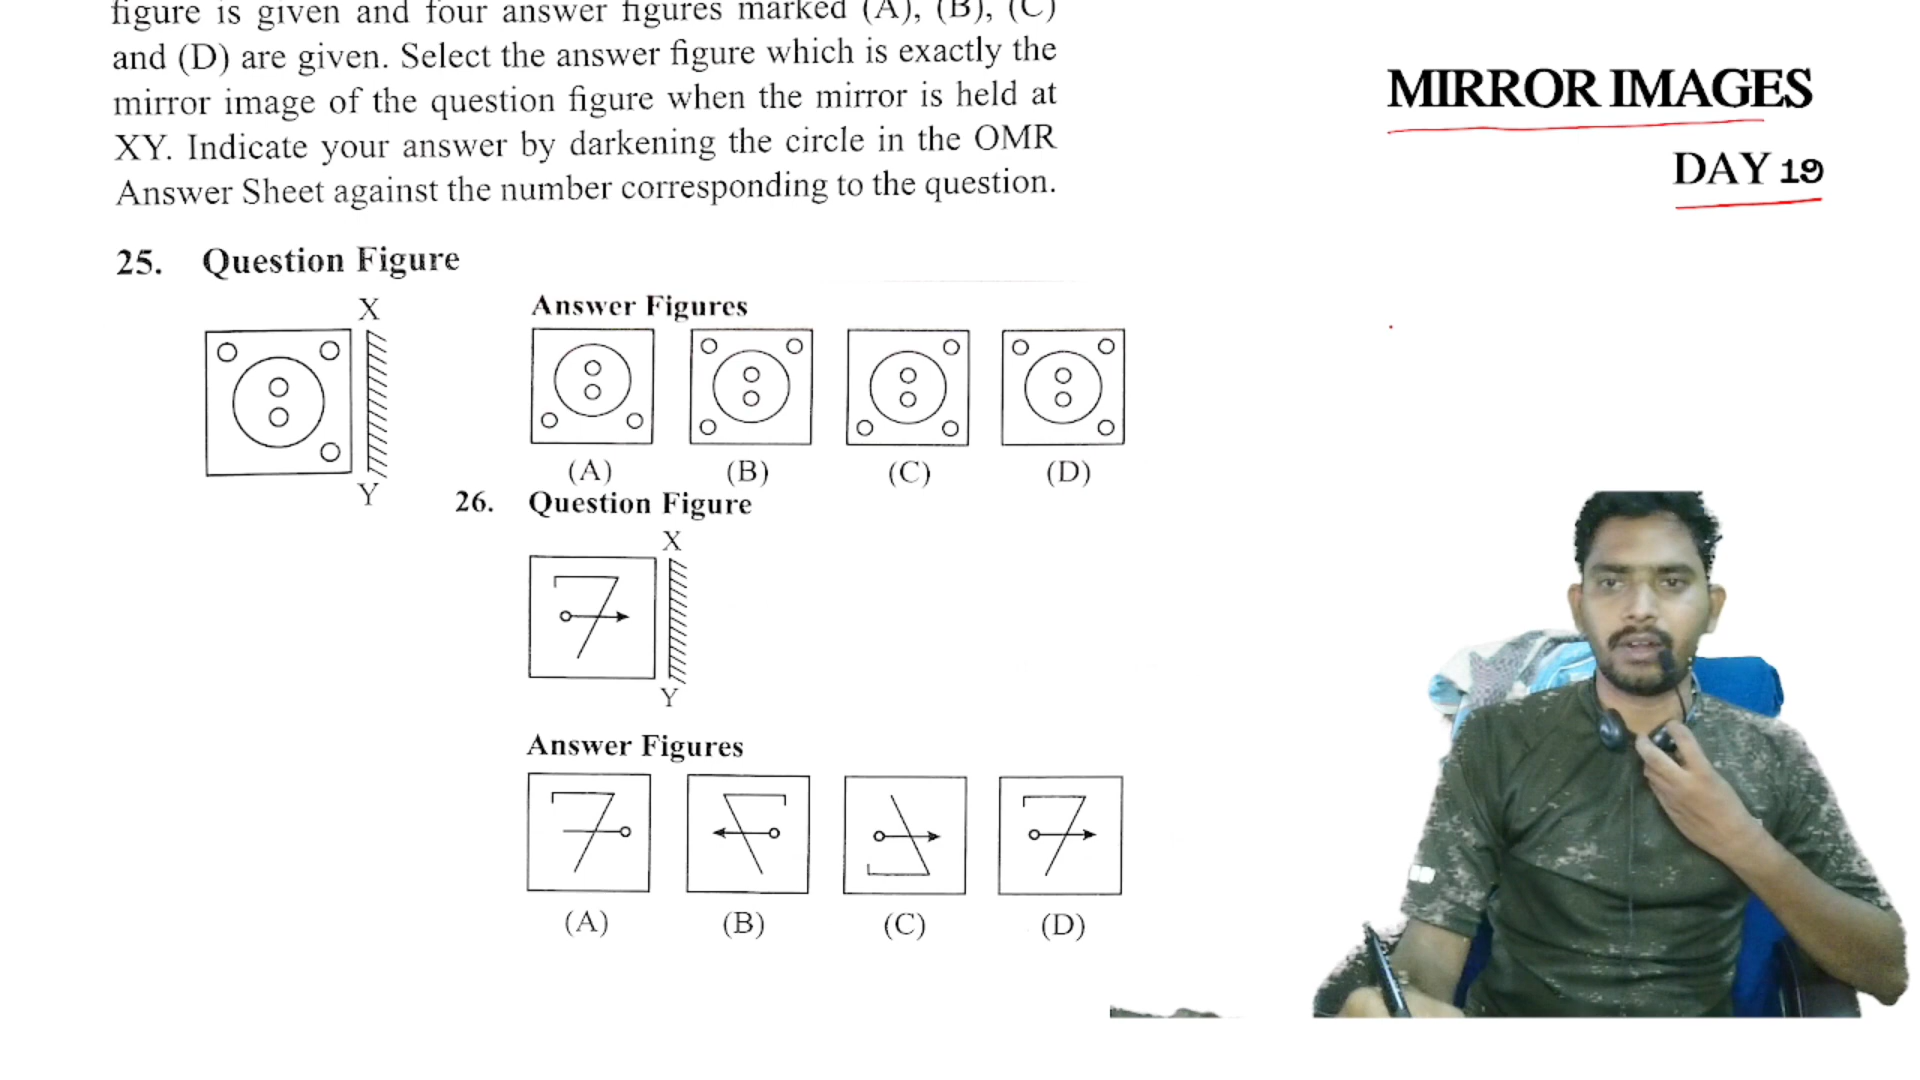 figure is given and four answer figures marked (A), (B), (C)
and (D) are given. Select the answer figure which is exactly the
mirror image of the question figure when the mirror is held at
XY. Indicate your answer by darkening the circle in the OMR
Answer Sheet against the number corresponding to the question.
MIRROR IMAGES
DAY 19
25. Question Figure
X
Y
Answer Figures
(A) (B) (C) (D)
26. Question Figure
X
Y
Answer Figures
(A) (B) (C) (D)